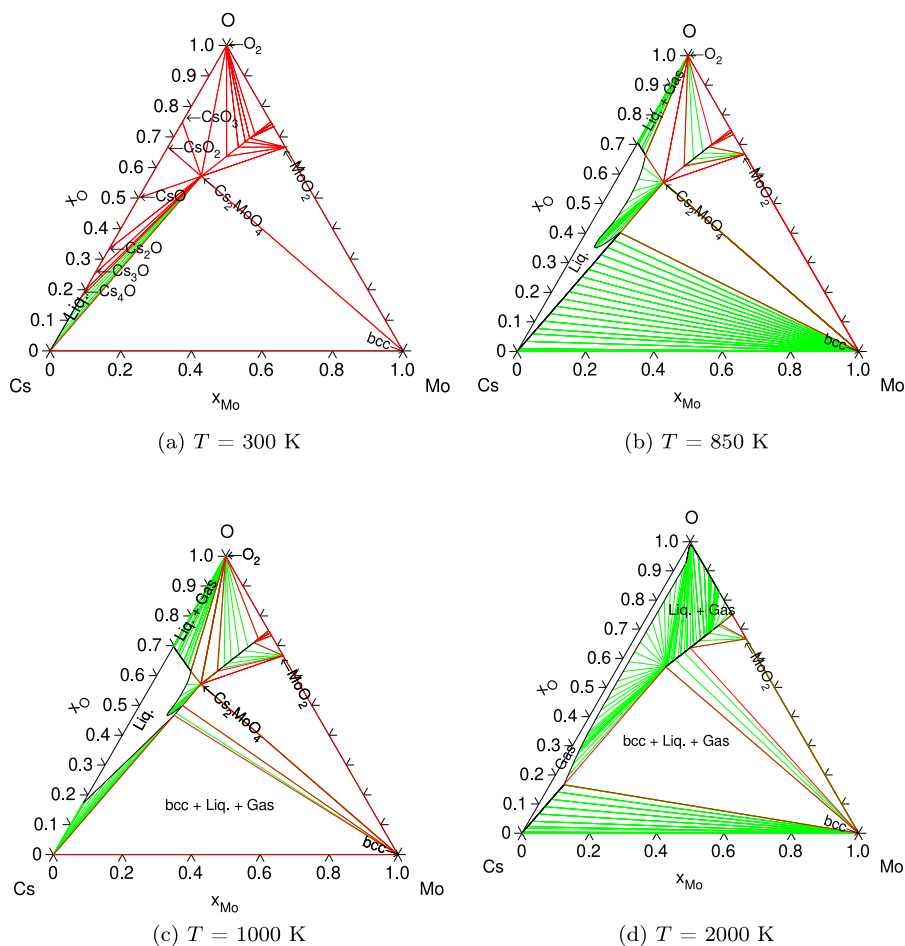 O
1.0
←O₂
0.9
0.8
←CsO₃
0.7
←CsO₂
0.6
MoO₂
X_O
0.5
←CsO
Cs₂MoO₄
0.4
←Cs₂O
0.3
←Cs₃O
0.2
←Cs₄O
Liq.
0.1
0
bcc
0
0.2
0.4
0.6
0.8
1.0
Cs
Mo
x_Mo
(a) T = 300 K
O
1.0
←O₂
0.9
Liq. + Gas
0.8
0.7
0.6
MoO₂
X_O
0.5
Cs₂MoO₄
0.4
0.3
Liq.
0.2
0.1
0
bcc
0
0.2
0.4
0.6
0.8
1.0
Cs
Mo
x_Mo
(b) T = 850 K
O
1.0
←O₂
0.9
Liq. + Gas
0.8
0.7
0.6
MoO₂
X_O
0.5
Liq.
Cs₂MoO₄
0.4
0.3
0.2
bcc + Liq. + Gas
0.1
0
bcc
0
0.2
0.4
0.6
0.8
1.0
Cs
Mo
x_Mo
(c) T = 1000 K
O
1.0
0.9
0.8
Liq. + Gas
0.7
0.6
MoO₂
X_O
0.5
0.4
bcc + Liq. + Gas
0.3
Gas
0.2
0.1
0
bcc
0
0.2
0.4
0.6
0.8
1.0
Cs
Mo
x_Mo
(d) T = 2000 K